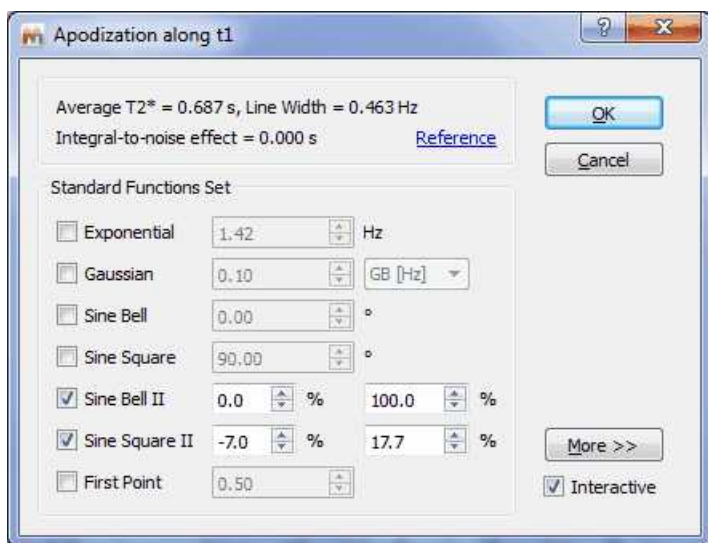 Apodization along t1
Average T2* = 0.687 s, Line Width = 0.463 Hz
Integral-to-noise effect = 0.000 s Reference
OK
Cancel
Standard Functions Set
Exponential 1.42 Hz
Gaussian 0.10 GB [Hz]
Sine Bell 0.00 °
Sine Square 90.00 °
Sine Bell II 0.0 % 100.0 %
Sine Square II -7.0 % 17.7 %
First Point 0.50
More >>
Interactive